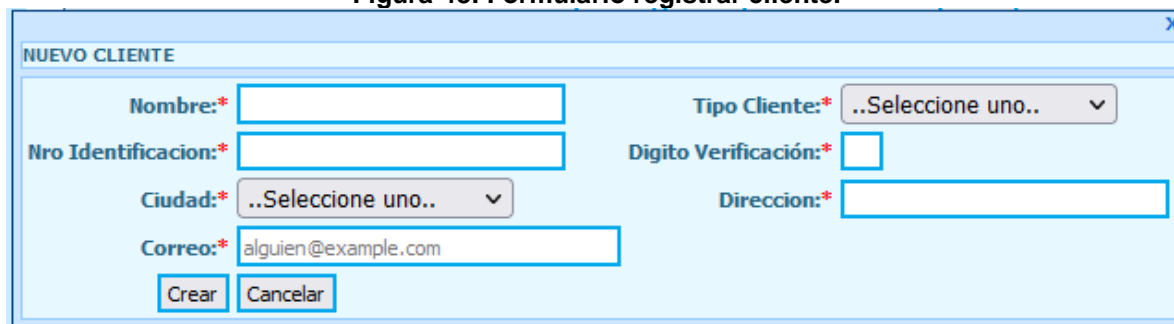 Figura 48. Formulario registrar cliente.
X
NUEVO CLIENTE
Nombre:* Tipo Cliente:* ..Seleccione uno..
Nro Identificacion:* Digito Verificación:*
Ciudad:* ..Seleccione uno.. Direccion:*
Correo:* alguien@example.com
Crear Cancelar